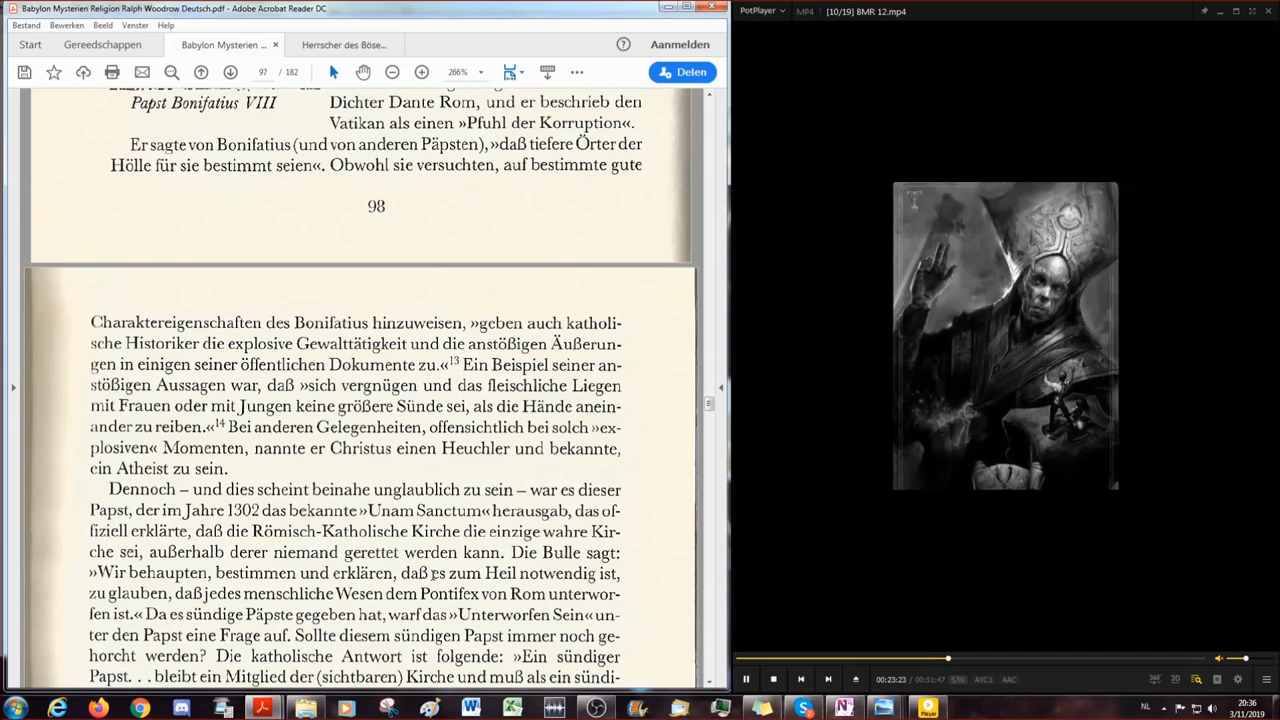 Babylon Mysterien Religion Ralph Woodrow Deutsch.pdf - Adobe Acrobat Reader DC
Bestand Bewerken Beeld Venster Help
Start Gereedschappen Babylon Mysterien ... × Herrscher des Böse... Aanmelden
97 / 182 266% Delen
Papst Bonifatius VIII
Dichter Dante Rom, und er beschrieb den
Vatikan als einen »Pfuhl der Korruption«.
Er sagte von Bonifatius (und von anderen Päpsten), »daß tiefere Örter der
Hölle für sie bestimmt seien«. Obwohl sie versuchten, auf bestimmte gute
98
Charaktereigenschaften des Bonifatius hinzuweisen, »geben auch katholi-
sche Historiker die explosive Gewalttätigkeit und die anstößigen Äußerun-
gen in einigen seiner öffentlichen Dokumente zu.«13 Ein Beispiel seiner an-
stößigen Aussagen war, daß »sich vergnügen und das fleischliche Liegen
mit Frauen oder mit Jungen keine größere Sünde sei, als die Hände anein-
ander zu reiben.«14 Bei anderen Gelegenheiten, offensichtlich bei solch »ex-
plosiven« Momenten, nannte er Christus einen Heuchler und bekannte,
ein Atheist zu sein.
Dennoch – und dies scheint beinahe unglaublich zu sein – war es dieser
Papst, der im Jahre 1302 das bekannte »Unam Sanctum« herausgab, das of-
fiziell erklärte, daß die Römisch-Katholische Kirche die einzige wahre Kir-
che sei, außerhalb derer niemand gerettet werden kann. Die Bulle sagt:
»Wir behaupten, bestimmen und erklären, daß es zum Heil notwendig ist,
zu glauben, daß jedes menschliche Wesen dem Pontifex von Rom unterwor-
fen ist.« Da es sündige Päpste gegeben hat, warf das »Unterworfen Sein« un-
ter den Papst eine Frage auf. Sollte diesem sündigen Papst immer noch ge-
horcht werden? Die katholische Antwort ist folgende: »Ein sündiger
Papst. . . bleibt ein Mitglied der (sichtbaren) Kirche und muß als ein sündi-
PotPlayer MP4 [10/19] BMR 12.mp4
00:23:23 / 00:51:47 S/W AVC1 AAC
NL 20:36
3/11/2019